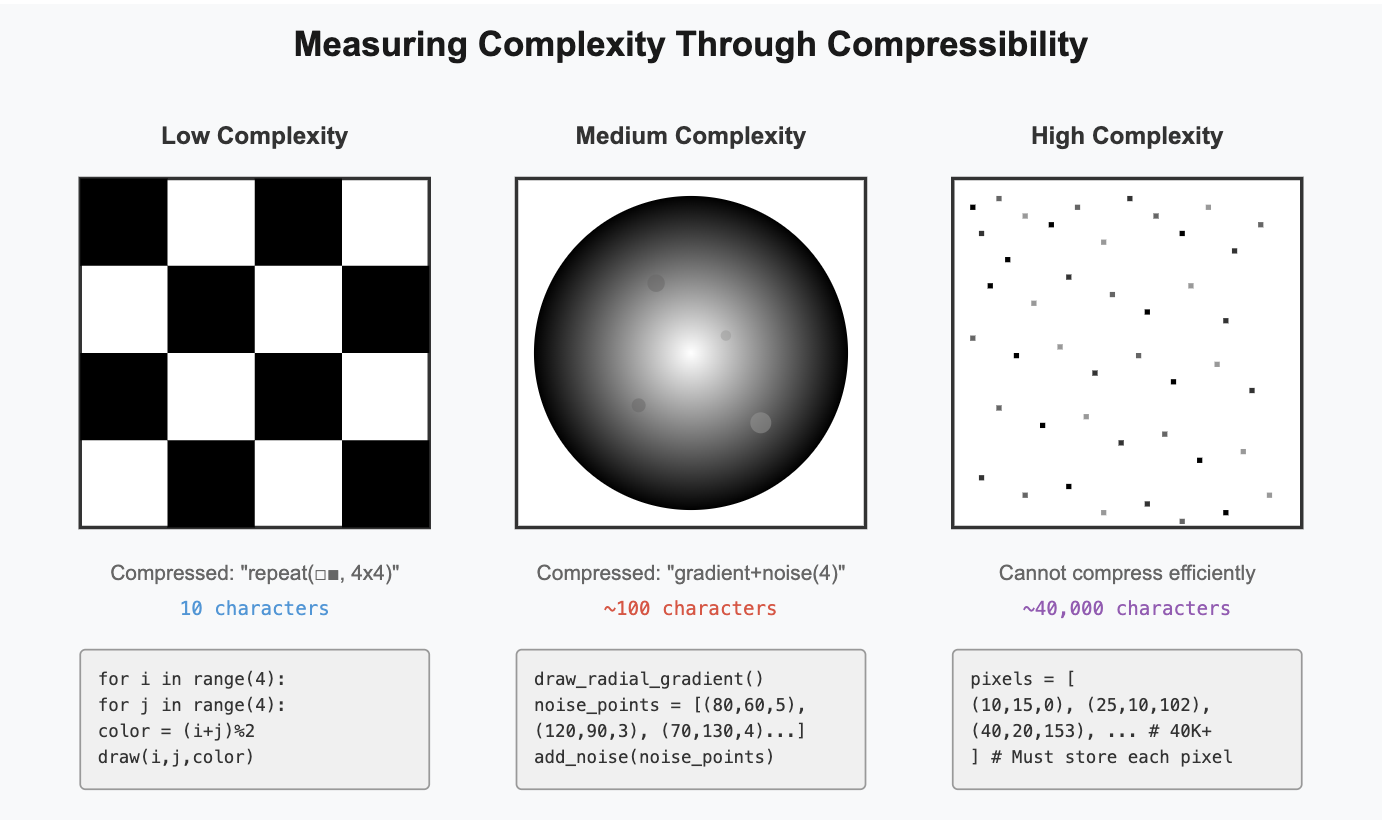 Measuring Complexity Through Compressibility
Low Complexity
Medium Complexity
High Complexity
Compressed: "repeat(□■, 4x4)"
Compressed: "gradient+noise(4)"
Cannot compress efficiently
10 characters
~100 characters
~40,000 characters
for i in range(4):
for j in range(4):
color = (i+j)%2
draw(i,j,color)
draw_radial_gradient()
noise_points = [(80,60,5),
(120,90,3), (70,130,4)...]
add_noise(noise_points)
pixels = [
(10,15,0), (25,10,102),
(40,20,153), ... # 40K+
] # Must store each pixel